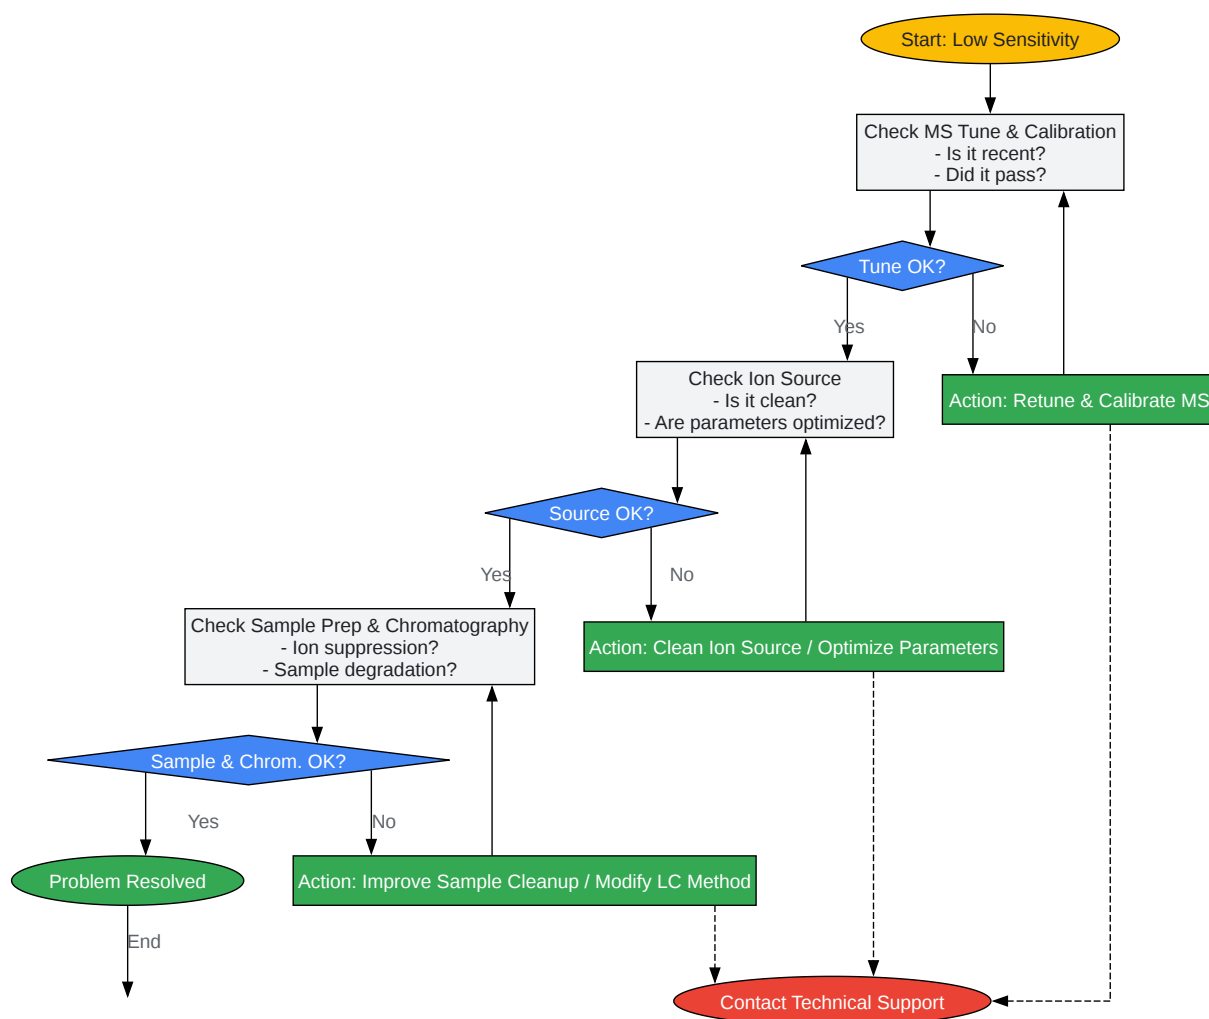 Start: Low Sensitivity
Check MS Tune & Calibration
- Is it recent?
- Did it pass?
Tune OK?
Yes
No
Check Ion Source
- Is it clean?
- Are parameters optimized?
Action: Retune & Calibrate MS
Source OK?
Yes
No
Check Sample Prep & Chromatography
- Ion suppression?
- Sample degradation?
Action: Clean Ion Source / Optimize Parameters
Sample & Chrom. OK?
Yes
No
Problem Resolved
Action: Improve Sample Cleanup / Modify LC Method
End
Contact Technical Support